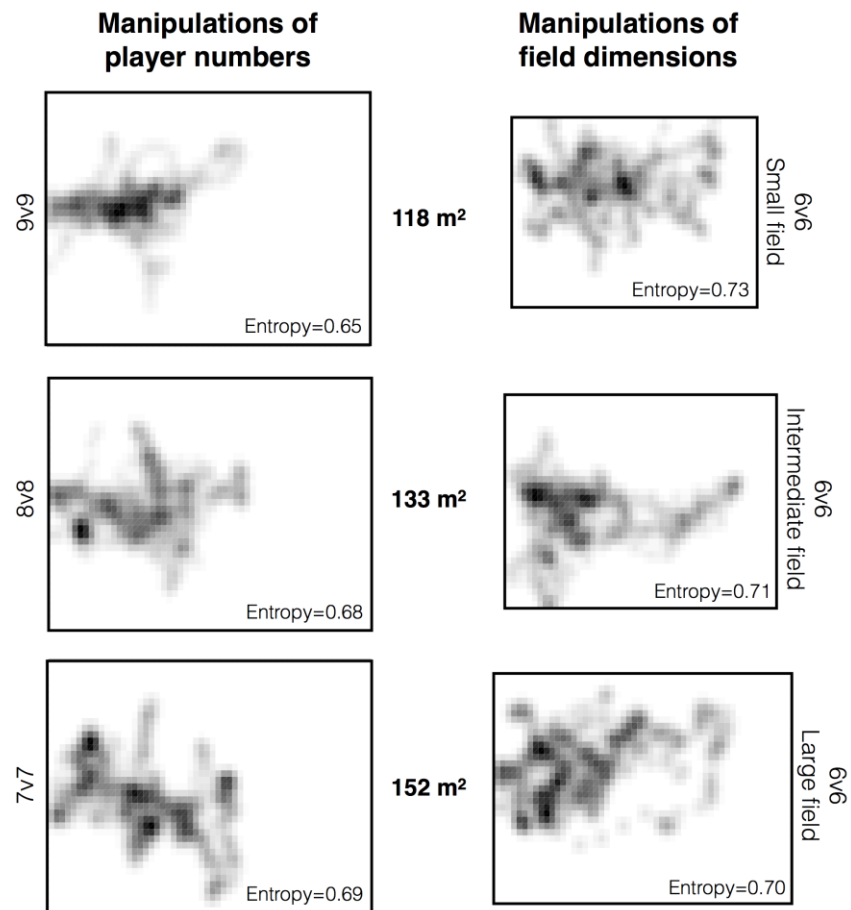 Manipulations of
player numbers
Manipulations of
field dimensions
9v9
Entropy=0.65
118 m²
Entropy=0.73
6v6
Small field
8v8
Entropy=0.68
133 m²
Entropy=0.71
6v6
Intermediate field
7v7
Entropy=0.69
152 m²
Entropy=0.70
6v6
Large field